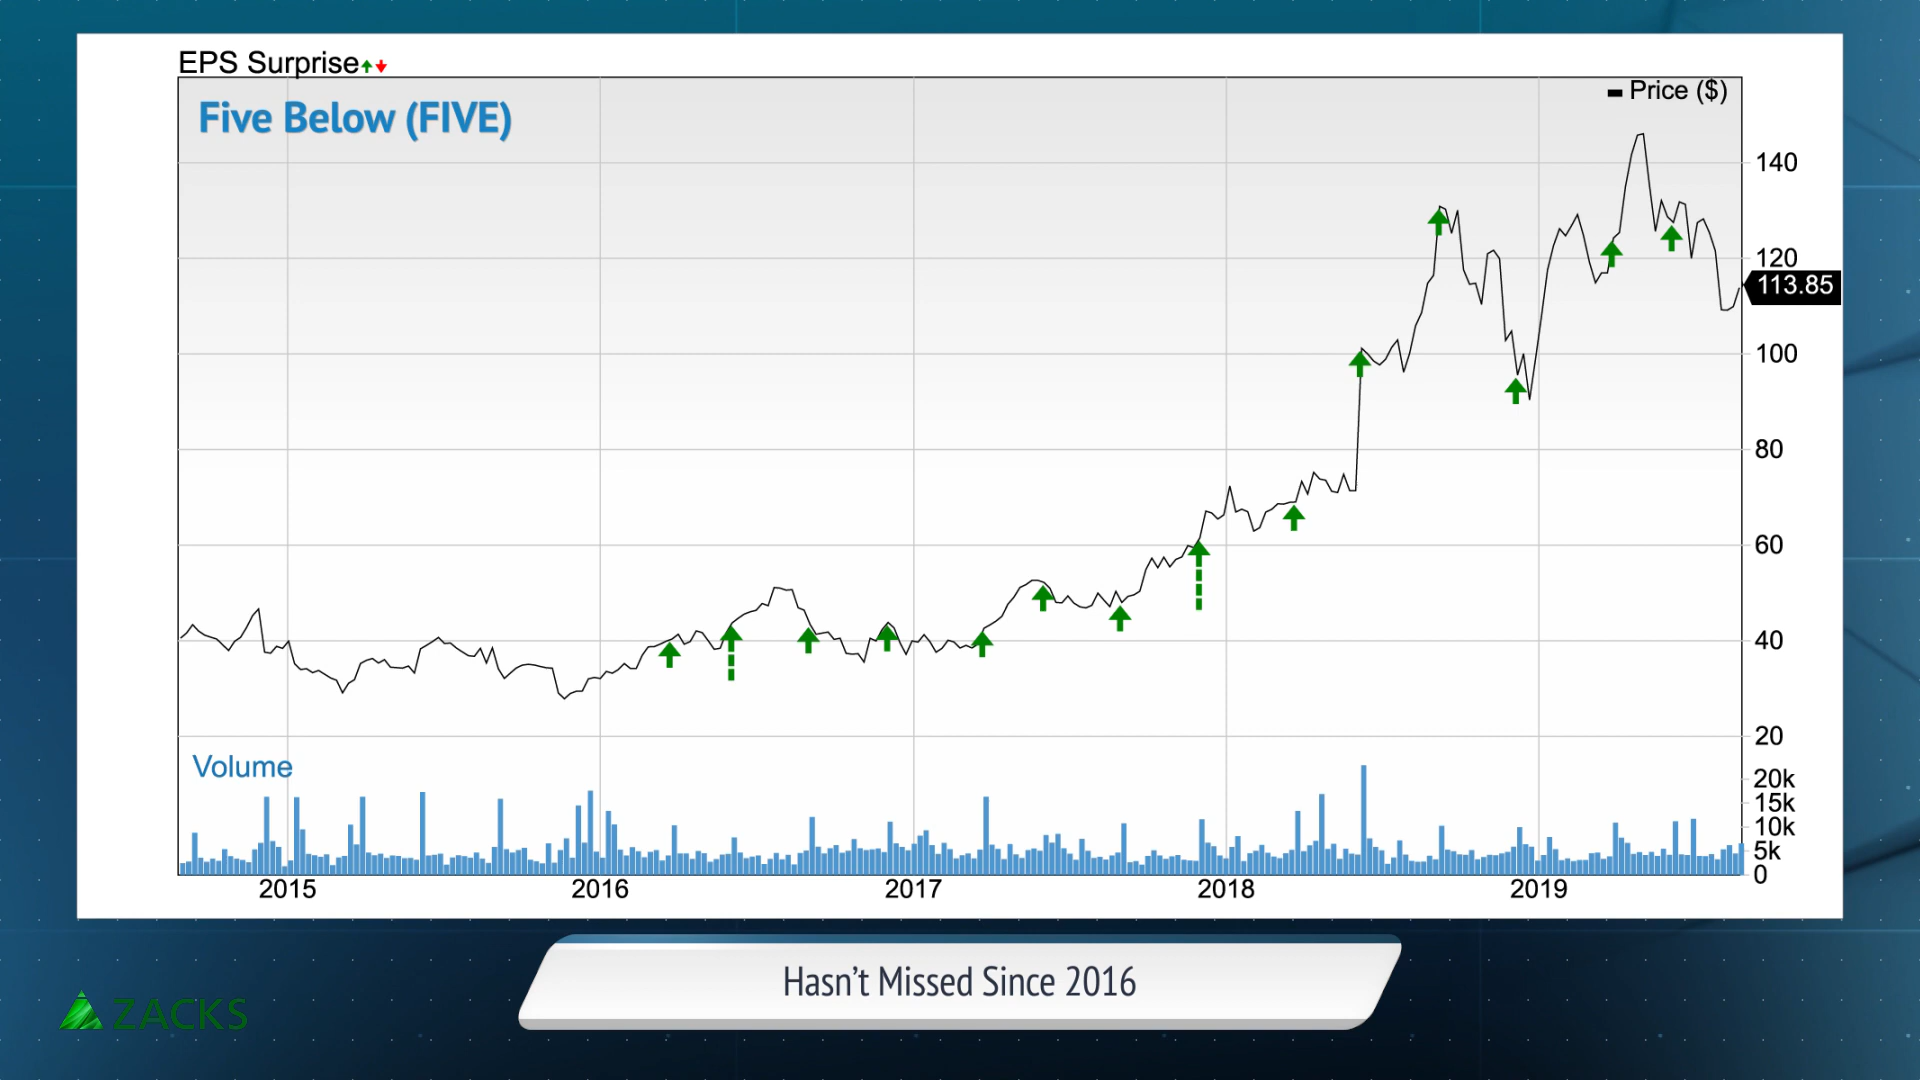 EPS Surprise
Five Below (FIVE)
Price ($)
140
120
113.85
100
80
60
40
20
Volume
20k
15k
10k
5k
0
2015 2016 2017 2018 2019
Hasn't Missed Since 2016
ZACKS